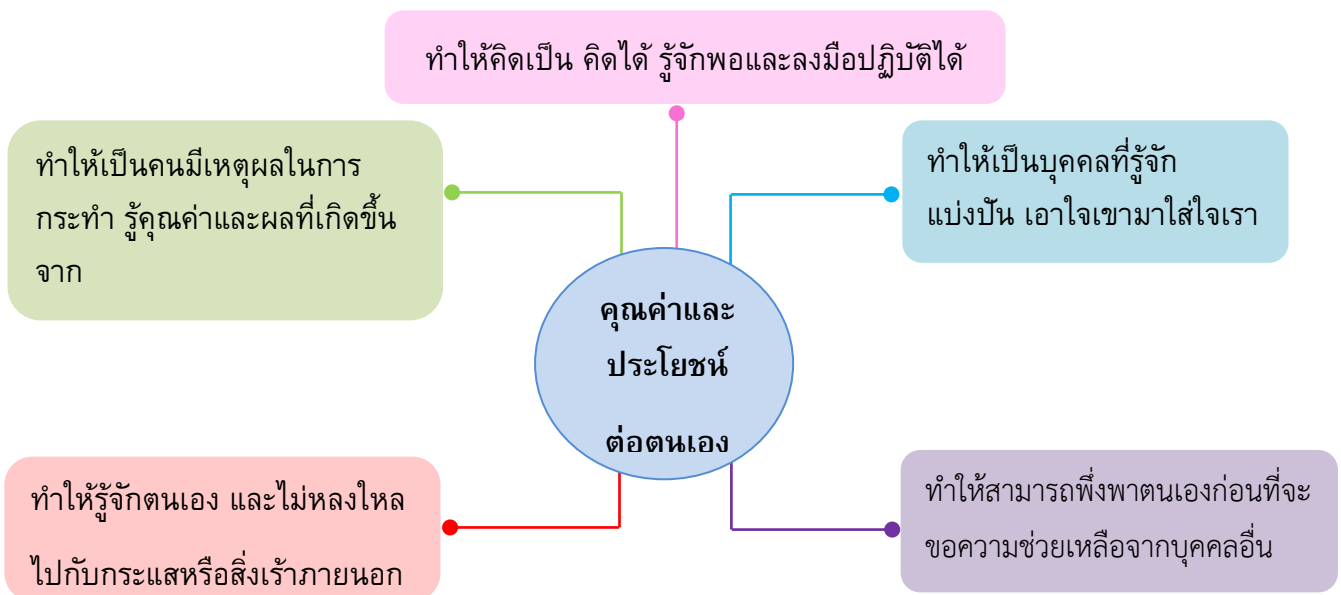 ทำให้คิดเป็น คิดได้ รู้จักพอและลงมือปฏิบัติได้
ทำให้เป็นคนมีเหตุผลในการ
กระทำ รู้คุณค่าและผลที่เกิดขึ้น
จาก
ทำให้เป็นบุคคลที่รู้จัก
แบ่งปัน เอาใจเขามาใส่ใจเรา
คุณค่าและ
ประโยชน์
ต่อตนเอง
ทำให้รู้จักตนเอง และไม่หลงใหล
ไปกับกระแสหรือสิ่งเร้าภายนอก
ทำให้สามารถพึ่งพาตนเองก่อนที่จะ
ขอความช่วยเหลือจากบุคคลอื่น